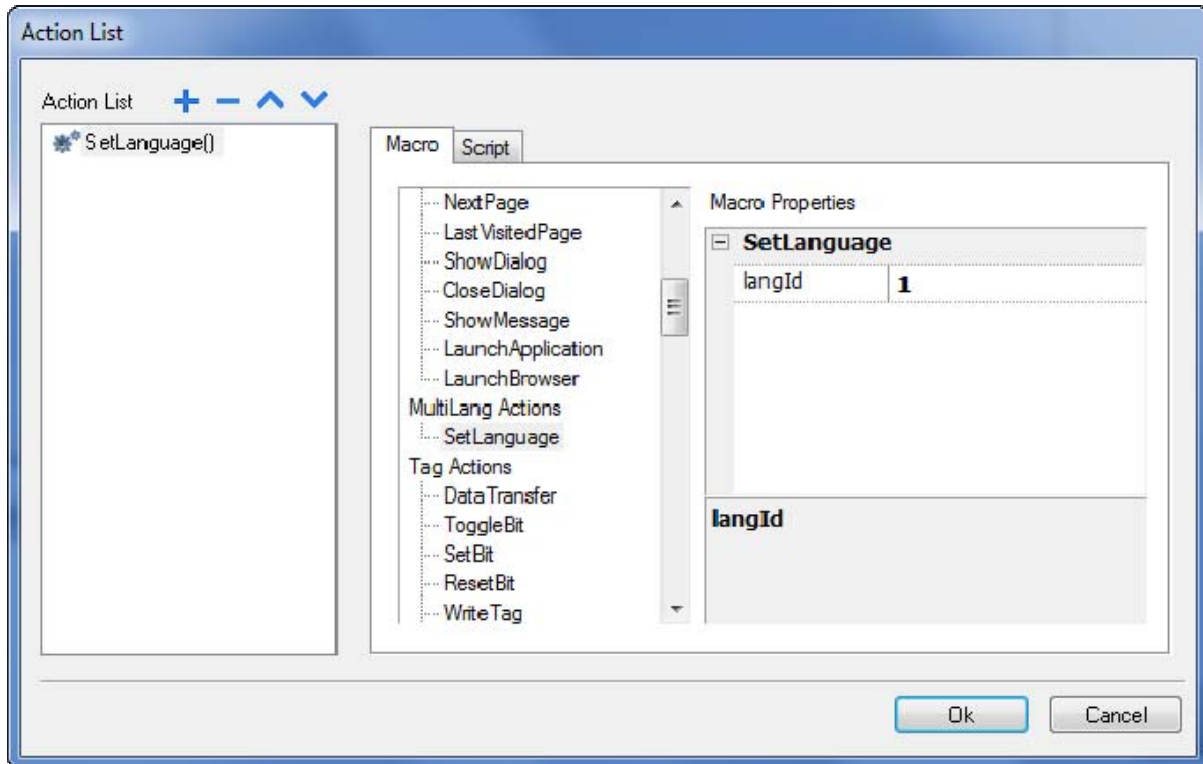 Action List
Action List
SetLanguage()
Macro
Script
NextPage
LastVisitedPage
ShowDialog
CloseDialog
ShowMessage
LaunchApplication
LaunchBrowser
MultiLang Actions
SetLanguage
Tag Actions
DataTransfer
ToggleBit
SetBit
ResetBit
WriteTag
Macro Properties
SetLanguage
langId 1
langId
Ok
Cancel